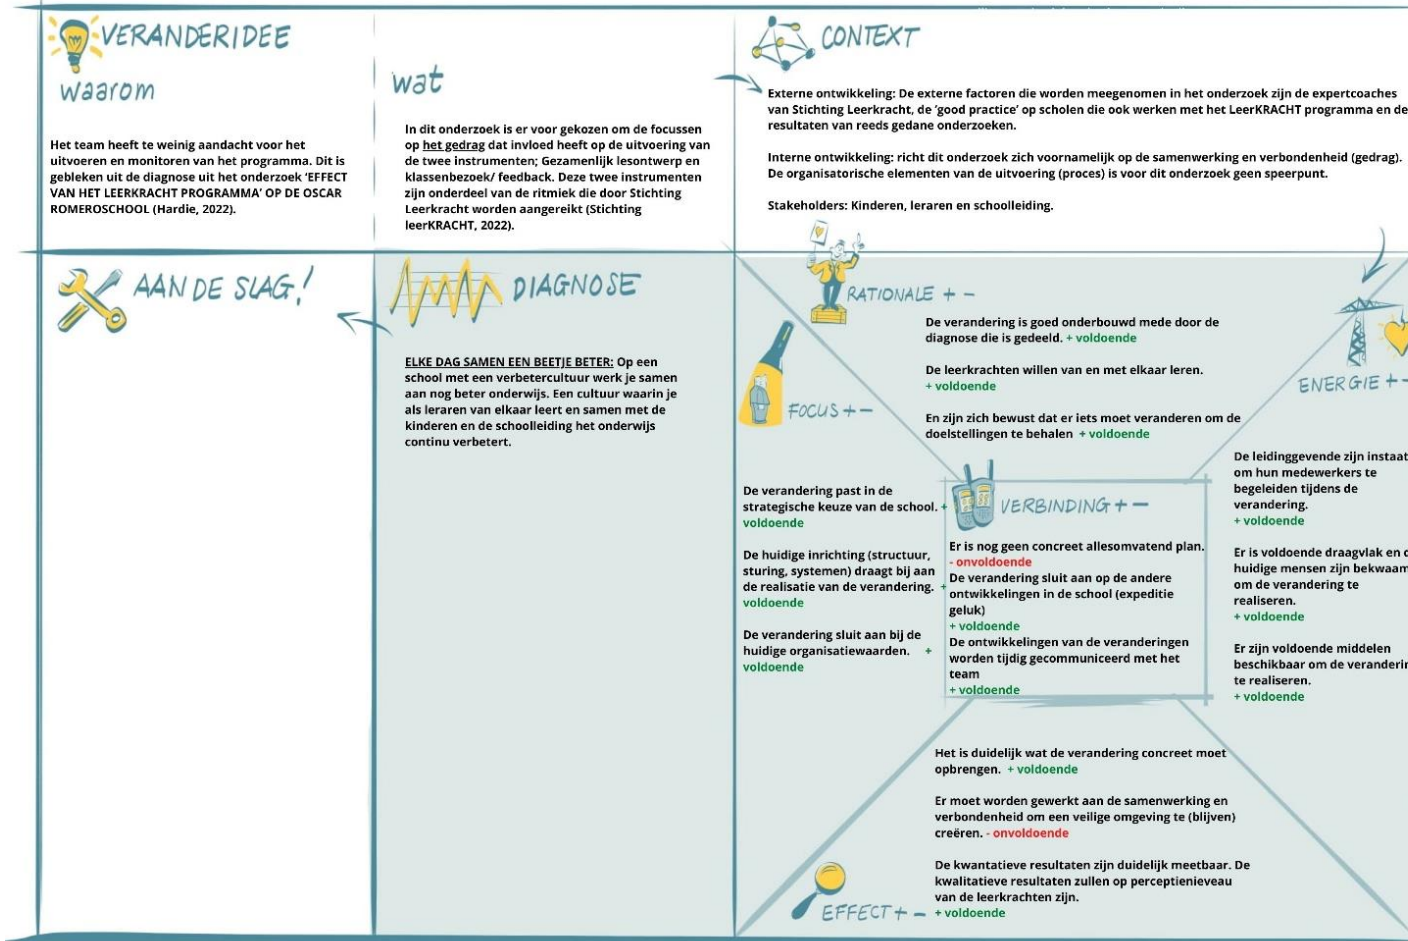 VERANDERIDEE
waarom
Het team heeft te weinig aandacht voor het
uitvoeren en monitoren van het programma. Dit is
gebleken uit de diagnose uit het onderzoek ‘EFFECT
VAN HET LEERKRACHT PROGRAMMA’ OP DE OSCAR
ROMEROSCHOOL (Hardie, 2022).
wat
In dit onderzoek is er voor gekozen om de focussen
op het gedrag dat invloed heeft op de uitvoering van
de twee instrumenten; Gezamenlijk lesontwerp en
klassenbezoek/ feedback. Deze twee instrumenten
zijn onderdeel van de ritmiek die door Stichting
Leerkracht worden aangereikt (Stichting
leerKRACHT, 2022).
CONTEXT
Externe ontwikkeling: De externe factoren die worden meegenomen in het onderzoek zijn de expertcoaches
van Stichting Leerkracht, de ‘good practice’ op scholen die ook werken met het LeerKRACHT programma en de
resultaten van reeds gedane onderzoeken.
Interne ontwikkeling: richt dit onderzoek zich voornamelijk op de samenwerking en verbondenheid (gedrag).
De organisatorische elementen van de uitvoering (proces) is voor dit onderzoek geen speerpunt.
Stakeholders: Kinderen, leraren en schoolleiding.
AAN DE SLAG!
DIAGNOSE
ELKE DAG SAMEN EEN BEETJE BETER: Op een
school met een verbetercultuur werk je samen
aan nog beter onderwijs. Een cultuur waarin je
als leraren van elkaar leert en samen met de
kinderen en de schoolleiding het onderwijs
continu verbetert.
RATIONALE + -
De verandering is goed onderbouwd mede door de
diagnose die is gedeeld. + voldoende
De leerkrachten willen van en met elkaar leren.
+ voldoende
En zijn zich bewust dat er iets moet veranderen om de
doelstellingen te behalen + voldoende
FOCUS + -
De verandering past in de
strategische keuze van de school. +
voldoende
De huidige inrichting (structuur,
sturing, systemen) draagt bij aan
de realisatie van de verandering. +
voldoende
De verandering sluit aan bij de
huidige organisatiewaarden. +
voldoende
VERBINDING + -
Er is nog geen concreet allesomvatend plan.
- onvoldoende
De verandering sluit aan op de andere
ontwikkelingen in de school (expeditie
geluk)
+ voldoende
De ontwikkelingen van de veranderingen
worden tijdig gecommuniceerd met het
team
+ voldoende
ENERGIE + -
De leidinggevende zijn instaat
om hun medewerkers te
begeleiden tijdens de
verandering.
+ voldoende
Er is voldoende draagvlak en
huidige mensen zijn bekwaam
om de verandering te
realiseren.
+ voldoende
Er zijn voldoende middelen
beschikbaar om de
te realiseren.
+ voldoende
Het is duidelijk wat de verandering concreet moet
opbrengen. + voldoende
Er moet worden gewerkt aan de samenwerking en
verbondenheid om een veilige omgeving te (blijven)
creëren. - onvoldoende
De kwantatieve resultaten zijn duidelijk meetbaar. De
kwalitatieve resultaten zullen op perceptienieveau
van de leerkrachten zijn.
+ voldoende
EFFECT + -